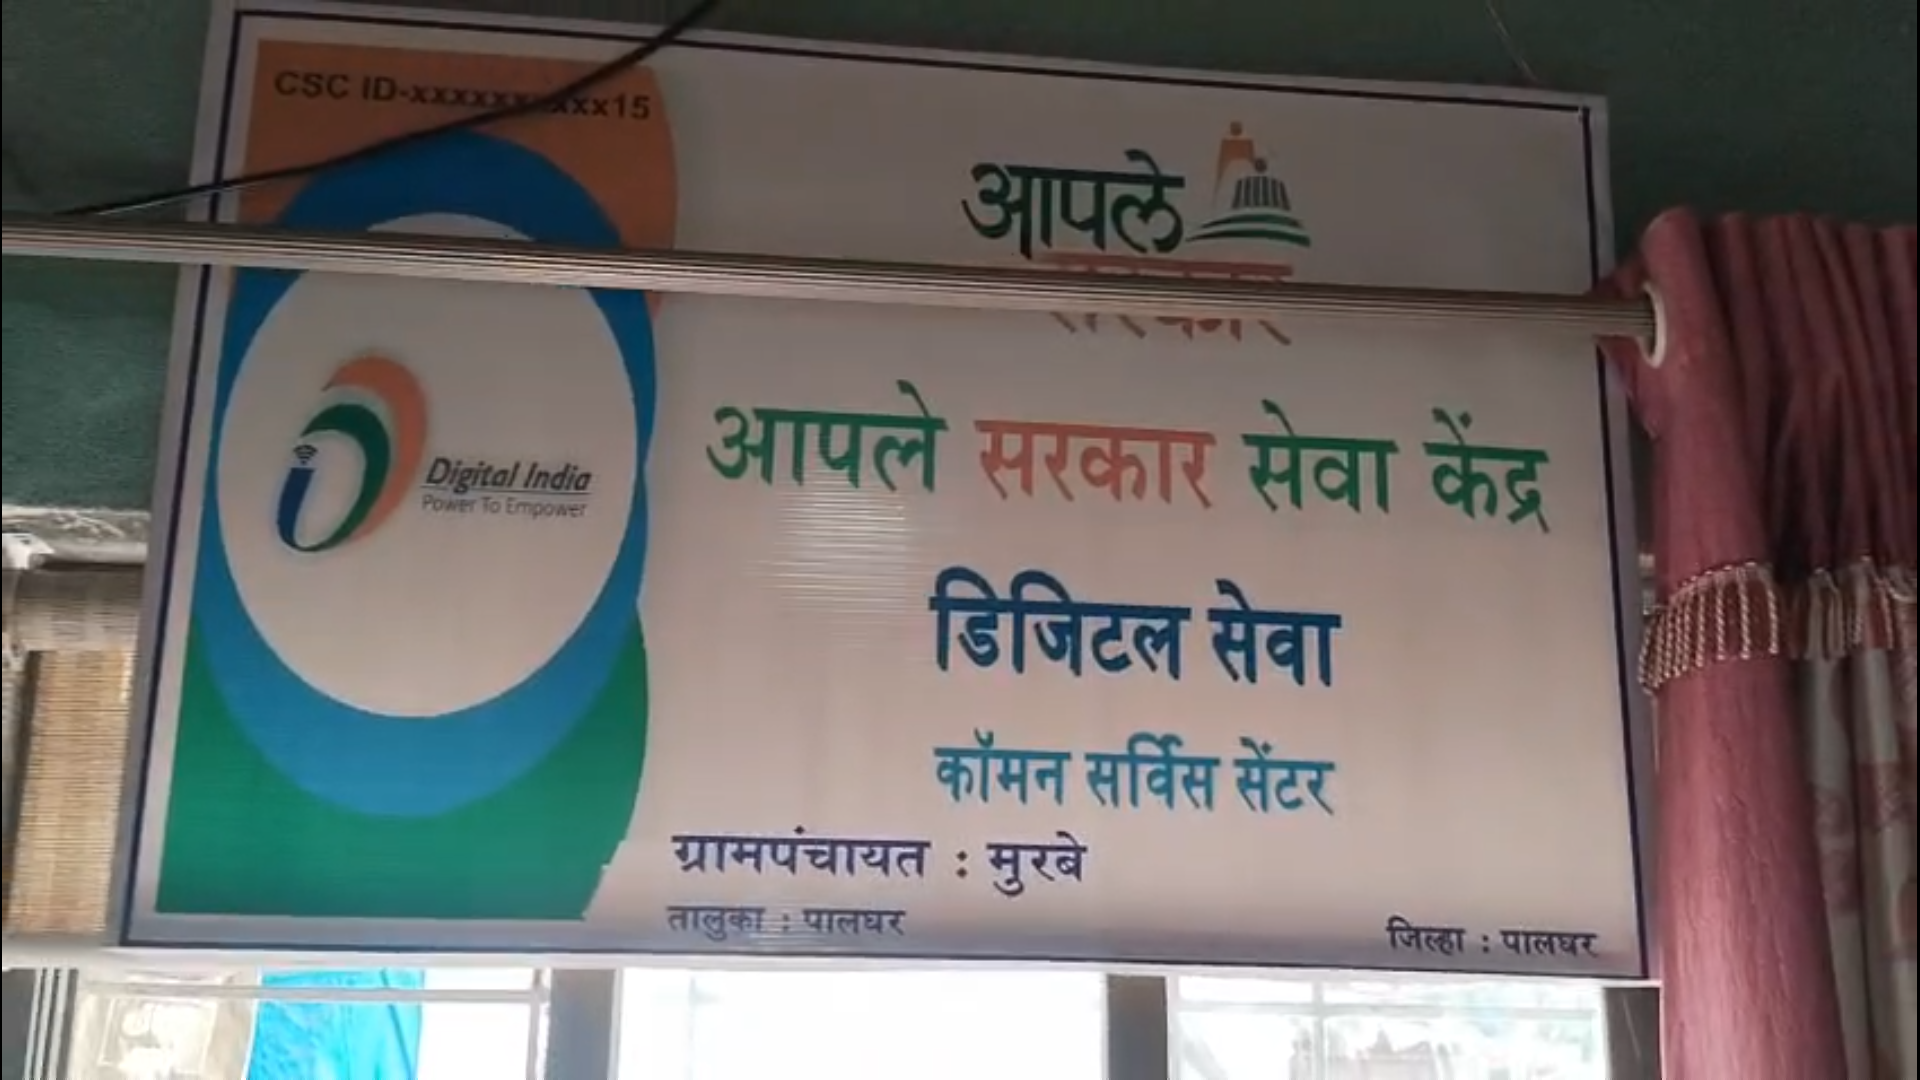 CSC ID-xxxxxxxxxx15
आपले
सरकार
Digital India
Power To Empower
आपले सरकार सेवा केंद्र
डिजिटल सेवा
कॉमन सर्विस सेंटर
ग्रामपंचायत : मुरबे
तालुका : पालघर
जिल्हा : पालघर